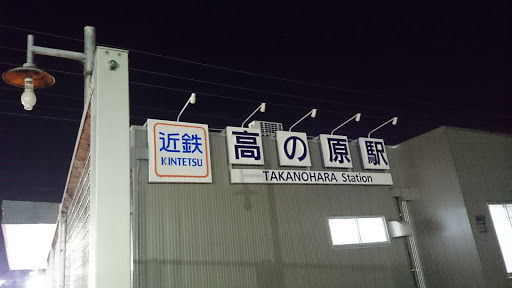 近鉄
KINTETSU
高の原駅
TAKANOHARA Station